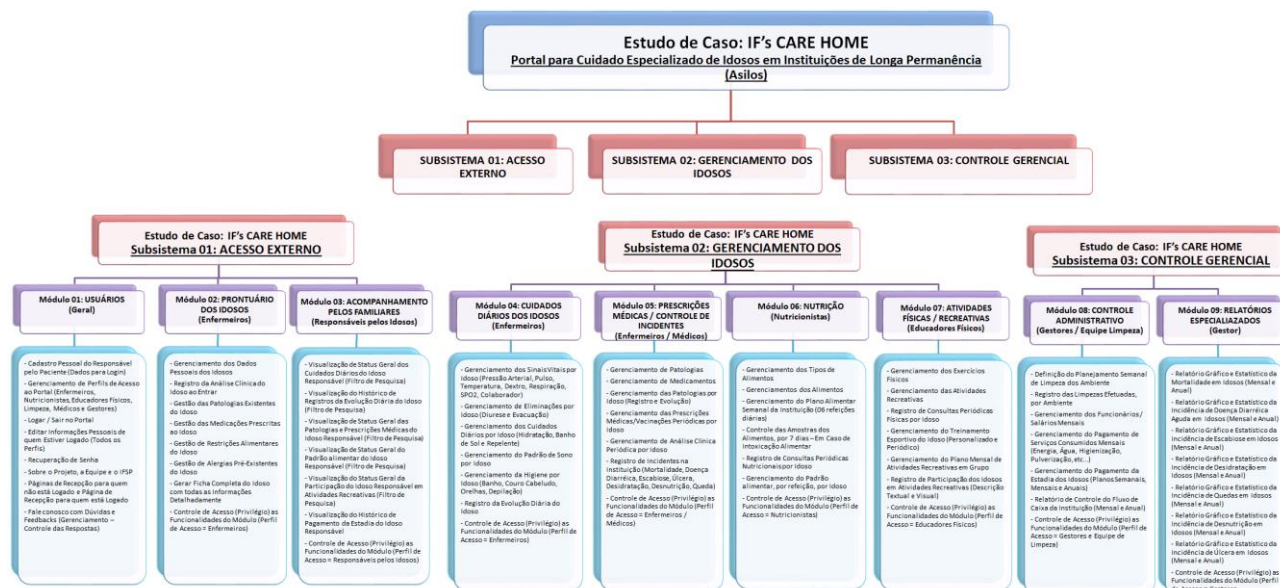 Estudo de Caso: IF's CARE HOME
Portal para Cuidado Especializado de Idosos em Instituições de Longa Permanência
(Asilos)
SUBSISTEMA 01: ACESSO
EXTERNO
SUBSISTEMA 02: GERENCIAMENTO DOS
IDOSOS
SUBSISTEMA 03: CONTROLE GERENCIAL
Estudo de Caso: IF's CARE HOME
Subsistema 01: ACESSO EXTERNO
Módulo 01: USUÁRIOS
(Geral)
- Cadastro Pessoal do Responsável
pelo Paciente (Dados para Login)
- Gerenciamento de Perfils de Acesso
ao Portal (Enfermeiros,
Nutricionistas, Educadores Físicos,
Limpeza, Médicos e Gestores)
- Logar / Sair no Portal
- Editar Informações Pessoais de
quem Estiver Logado (Todos os
Perfis)
- Recuperação de Senha
- Sobre o Projeto, a Equipe e o IFSP
- Páginas de Recepção para quem
não está Logado e Página de
Recepção para quem está Logado
- Fale conosco com Dúvidas e
Feedbacks (Gerenciamento –
Controle das Respostas)
Módulo 02: PRONTUÁRIO
DOS IDOSOS
(Enfermeiros)
- Gerenciamento dos Dados
Pessoais dos Idosos
- Registro da Análise Clínica do
Idoso ao Entrar
- Gestão das Patologias Existentes
do Idoso
- Gestão das Medicações Prescritas
ao Idoso
- Gestão de Restrições Alimentares
do Idoso
- Gestão de Alergias Pré-Existentes
do Idoso
- Gerar Ficha Completa do Idoso
com todas as Informações
Detalhadamente
- Controle de Acesso (Privilégio) as
Funcionalidades do Módulo (Perfil
de Acesso = Enfermeiros)
Módulo 03: ACOMPANHAMENTO
PELOS FAMILIARES
(Responsáveis pelos Idosos)
- Visualização de Status Geral dos
Cuidados Diários do Idoso
Responsável (Filtro de Pesquisa)
- Visualização do Histórico de
Registros da Evolução Diária do Idoso
(Filtro de Pesquisa)
- Visualização de Status Geral das
Patologias e Prescrições Médicas do
Idoso Responsável (Filtro de Pesquisa)
- Visualização de Status Geral do
Padrão alimentar do Idoso
Responsável (Filtro de Pesquisa)
- Visualização do Status Geral da
Participação do Idoso Responsável em
Atividades Recreativas (Filtro de
Pesquisa)
- Visualização do Histórico de
Pagamento da Estadia do Idoso
Responsável
- Controle de Acesso (Privilégio) as
Funcionalidades do Módulo (Perfil de
Acesso = Responsáveis pelos Idosos)
Estudo de Caso: IF's CARE HOME
Subsistema 02: GERENCIAMENTO DOS
IDOSOS
Módulo 04: CUIDADOS
DIÁRIOS DOS IDOSOS
(Enfermeiros)
- Gerenciamento dos Sinais Vitais
por Idoso (Pressão Arterial, Pulso,
Temperatura, Dextro, Respiração,
SPO2, Colaborador)
- Gerenciamento de Eliminações por
Idoso (Diurese e Evacuação)
- Gerenciamento dos Cuidados
Diários por Idoso (Hidratação, Banho
de Sol e Repelente)
- Gerenciamento do Padrão de Sono
por Idoso
- Gerenciamento da Higiene por
Idoso (Banho, Couro Cabeludo,
Orelhas, Depilação)
- Registro da Evolução Diária do
Idoso
- Controle de Acesso (Privilégio) as
Funcionalidades do Módulo (Perfil
de Acesso = Enfermeiros)
Módulo 05: PRESCRIÇÕES
MÉDICAS / CONTROLE DE
INCIDENTES
(Enfermeiros / Médicos)
- Gerenciamento de Patologias
- Gerenciamento de Medicamentos
- Gerenciamento das Patologias por
Idoso (Registro e Evolução)
- Gerenciamento das Prescrições
Médicas/Vacinações Periódicas por
Idoso
- Gerenciamento de Análise Clínica
Periódica por Idoso
- Registro de Incidentes na
Instituição (Mortalidade, Doença
Diarréica, Escabiose, Úlcera,
Desidratação, Desnutrição, Queda)
- Controle de Acesso (Privilégio) as
Funcionalidades do Módulo (Perfil
de Acesso = Enfermeiros /
Médicos)
Módulo 06: NUTRIÇÃO
(Nutricionistas)
- Gerenciamento dos Tipos de
Alimentos
- Gerenciamentos dos Alimentos
- Gerenciamento do Plano Alimentar
Semanal da Instituição (06 refeições
diárias)
- Controle das Amostras dos
Alimentos, por 7 dias – Em Caso de
Intoxicação Alimentar
- Registro de Consultas Periódicas
Nutricionais por Idoso
- Gerenciamento do Padrão
alimentar, por refeição, por Idoso
- Controle de Acesso (Privilégio) as
Funcionalidades do Módulo (Perfil de
Acesso = Nutricionistas)
Módulo 07: ATIVIDADES
FÍSICAS / RECREATIVAS
(Educadores Físicos)
- Gerenciamento dos Exercícios
Físicos
- Gerenciamento das Atividades
Recreativas
- Registro de Consultas Periódicas
Físicas por Idoso
- Gerenciamento do Treinamento
Esportivo do Idoso (Personalizado e
Periódico)
- Gerenciamento do Plano Mensal de
Atividades Recreativas em Grupo
- Registro de Participação dos Idosos
em Atividades Recreativas (Descrição
Textual e Visual)
- Controle de Acesso (Privilégio) as
Funcionalidades do Módulo (Perfil de
Acesso = Educadores Físicos)
Estudo de Caso: IF's CARE HOME
Subsistema 03: CONTROLE GERENCIAL
Módulo 08: CONTROLE
ADMINISTRATIVO
(Gestores / Equipe Limpeza)
- Definição do Planejamento Semanal
de Limpeza dos Ambiente
- Registro das Limpezas Efetuadas, por
Ambiente
- Gerenciamento dos Funcionários/
Salários Mensais
- Gerenciamento do Pagamento de
Serviços Consumidos Mensais
(Energia, Água, Higienização,
Pulverização, etc...)
- Gerenciamento do Pagamento da
Estadia dos Idosos (Planos Semanais,
Mensais e Anuais)
- Relatório de Controle do Fluxo de
Caixa da Instituição (Mensal e Anual)
- Controle de Acesso (Privilégio) as
Funcionalidades do Módulo (Perfil de
Acesso = Gestores e Equipe de
Limpeza)
Módulo 09: RELATÓRIOS
ESPECIALIZADOS
(Gestor)
- Relatório Gráfico e Estatístico da
Mortalidade em Idosos (Mensal e
Anual)
- Relatório Gráfico e Estatístico da
Incidência de Doença Diarréica
Aguda em Idosos (Mensal e Anual)
- Relatório Gráfico e Estatístico da
Incidência de Escabiose em Idosos
(Mensal e Anual)
- Relatório Gráfico e Estatístico da
Incidência de Desidratação em
Idosos (Mensal e Anual)
- Relatório Gráfico e Estatístico da
Incidência de Quedas em Idosos
(Mensal e Anual)
- Relatório Gráfico e Estatístico da
Incidência de Desnutrição em
Idosos (Mensal e Anual)
- Relatório Gráfico e Estatístico da
Incidência de Úlcera em Idosos
(Mensal e Anual)
- Controle de Acesso (Privilégio) as
Funcionalidades do Módulo (Perfil